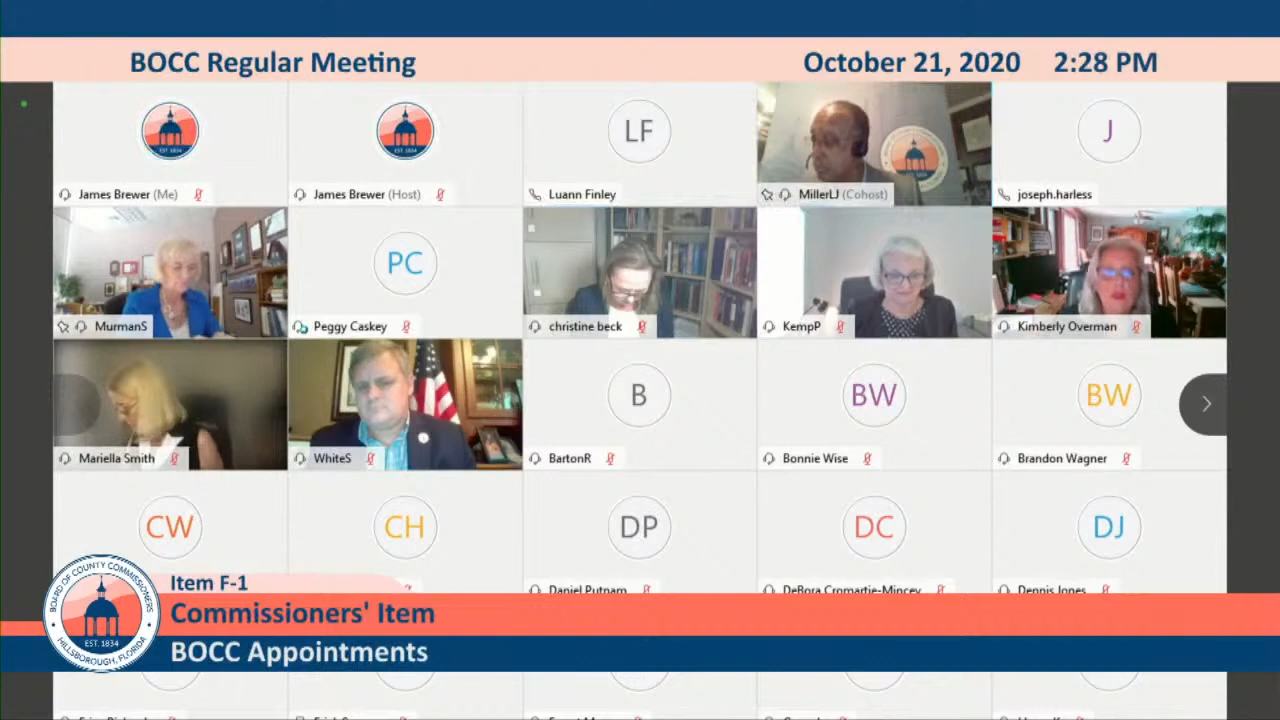 BOCC Regular Meeting
October 21, 2020 2:28 PM
LF
J
James Brewer (Me)
James Brewer (Host)
Luann Finley
MillerLJ (Cohost)
joseph.harless
PC
MurmanS
Peggy Caskey
christine beck
KempP
Kimberly Overman
B
BW
BW
Mariella Smith
WhiteS
BartonR
Bonnie Wise
Brandon Wagner
CW
CH
DP
DC
DJ
Daniel Putnam
DeBora Cromartie-Mincey
Dennis Jones
BOARD OF COUNTY COMMISSIONERS
EST. 1834
HILLSBOROUGH, FLORIDA
Item F-1
Commissioners' Item
BOCC Appointments